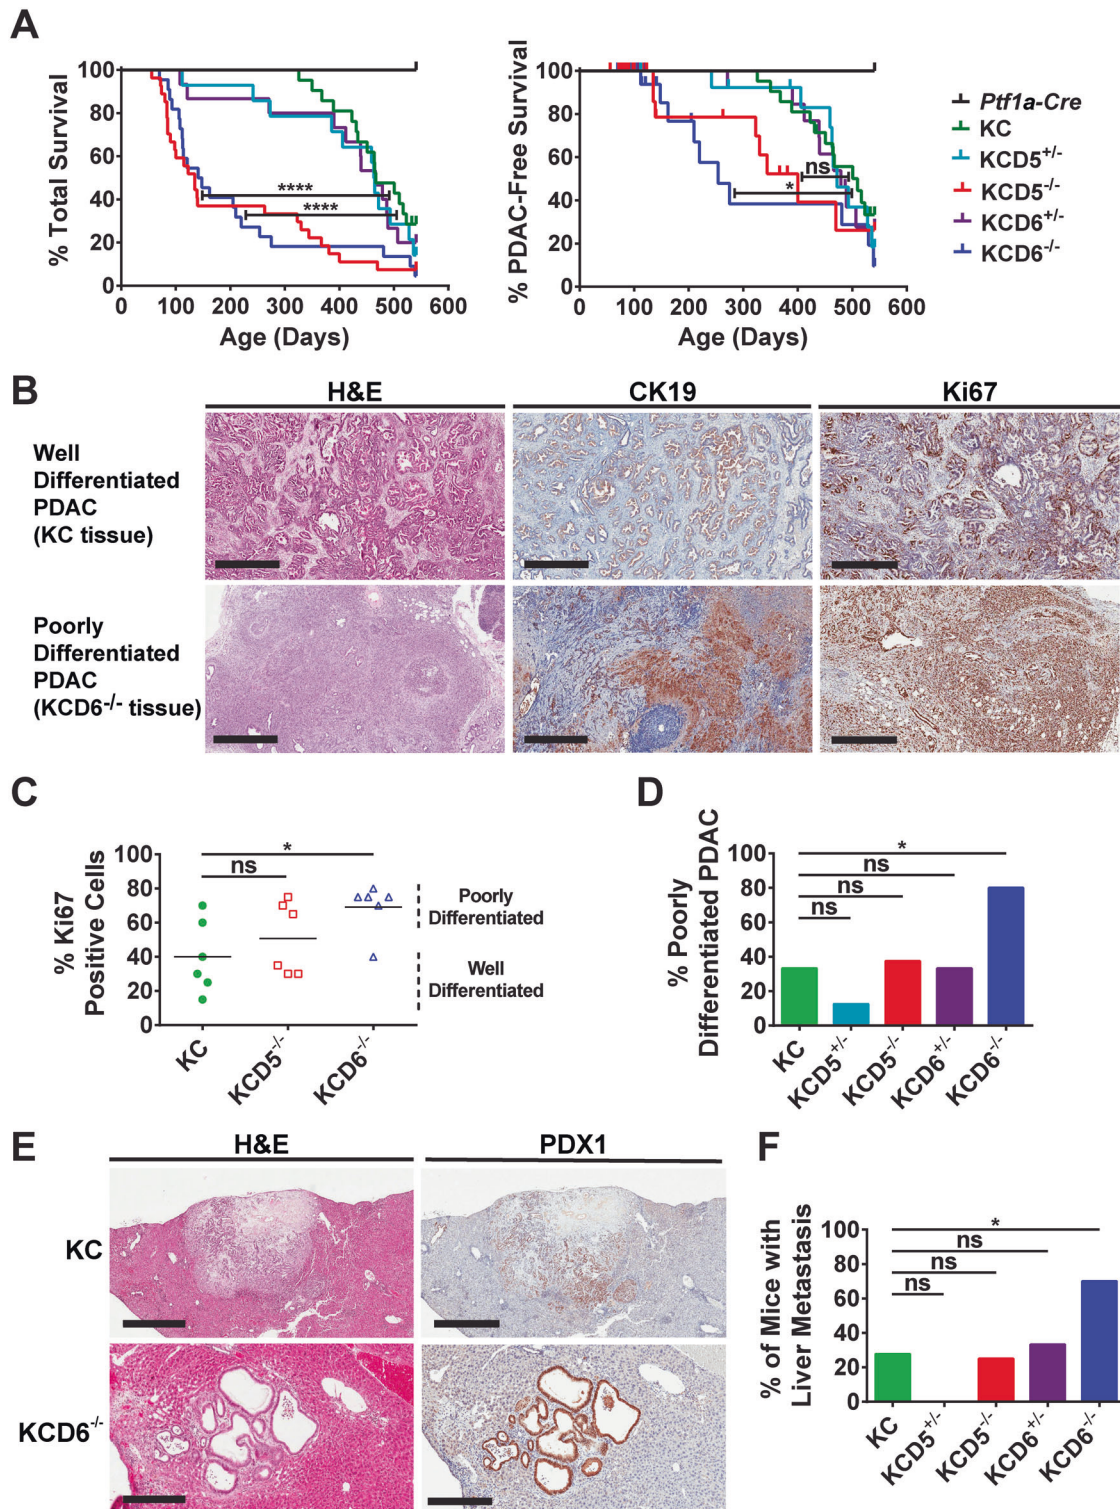 A
% Total Survival
100
80
60
40
20
0
0 100 200 300 400 500 600
Age (Days)
****
****
% PDAC-Free Survival
100
80
60
40
20
0
0 100 200 300 400 500 600
Age (Days)
ns
*
Ptf1a-Cre
KC
KCD5+/-
KCD5-/-
KCD6+/-
KCD6-/-
B
H&E CK19 Ki67
Well
Differentiated
PDAC
(KC tissue)
Poorly
Differentiated
PDAC
(KCD6-/- tissue)
C
% Ki67
Positive Cells
100
80
60
40
20
0
*
ns
Poorly
Differentiated
Well
Differentiated
KC KCD5-/- KCD6-/-
D
% Poorly
Differentiated PDAC
100
80
60
40
20
0
*
ns
ns
ns
KC KCD5+/- KCD5-/- KCD6+/- KCD6-/-
E
H&E PDX1
KC
KCD6-/-
F
% of Mice with
Liver Metastasis
100
80
60
40
20
0
*
ns
ns
ns
KC KCD5+/- KCD5-/- KCD6+/- KCD6-/-